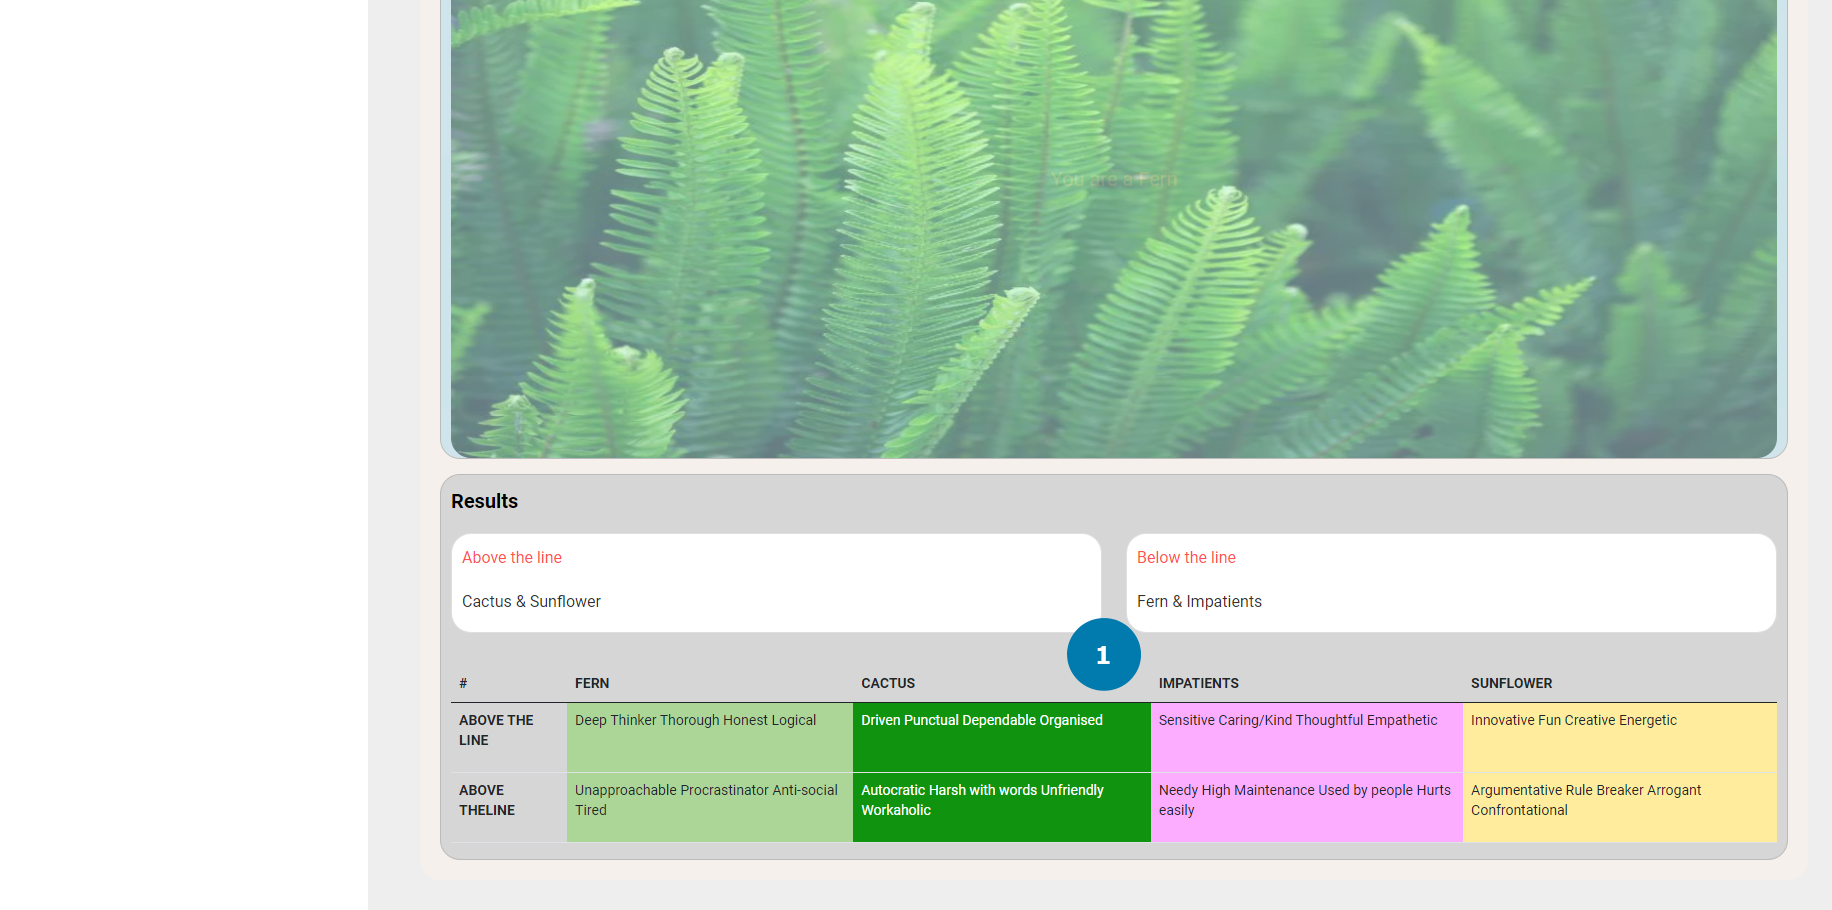 You are a Fern
Results
Above the line
Cactus & Sunflower
Below the line
Fern & Impatients
1
# FERN CACTUS IMPATIENTS SUNFLOWER
ABOVE THE
LINE
Deep Thinker Thorough Honest Logical
Driven Punctual Dependable Organised
Sensitive Caring/Kind Thoughtful Empathetic
Innovative Fun Creative Energetic
ABOVE
THELINE
Unapproachable Procrastinator Anti-social
Tired
Autocratic Harsh with words Unfriendly
Workaholic
Needy High Maintenance Used by people Hurts
easily
Argumentative Rule Breaker Arrogant
Confrontational